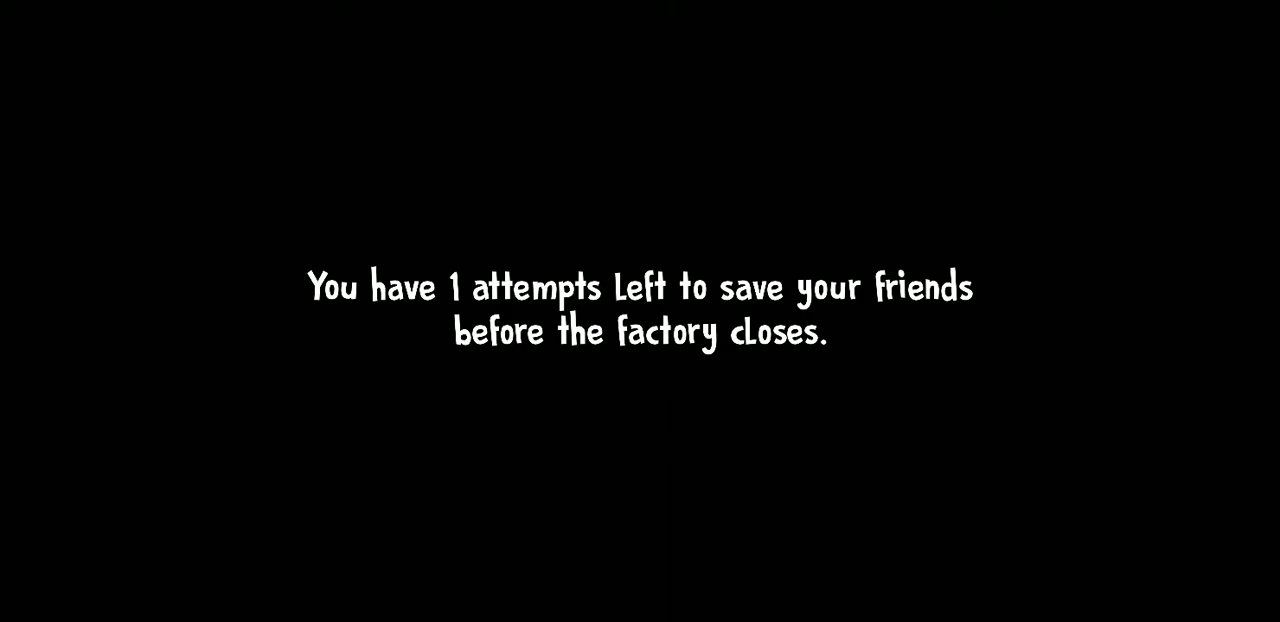 You have 1 attempts left to save your friends
before the factory closes.